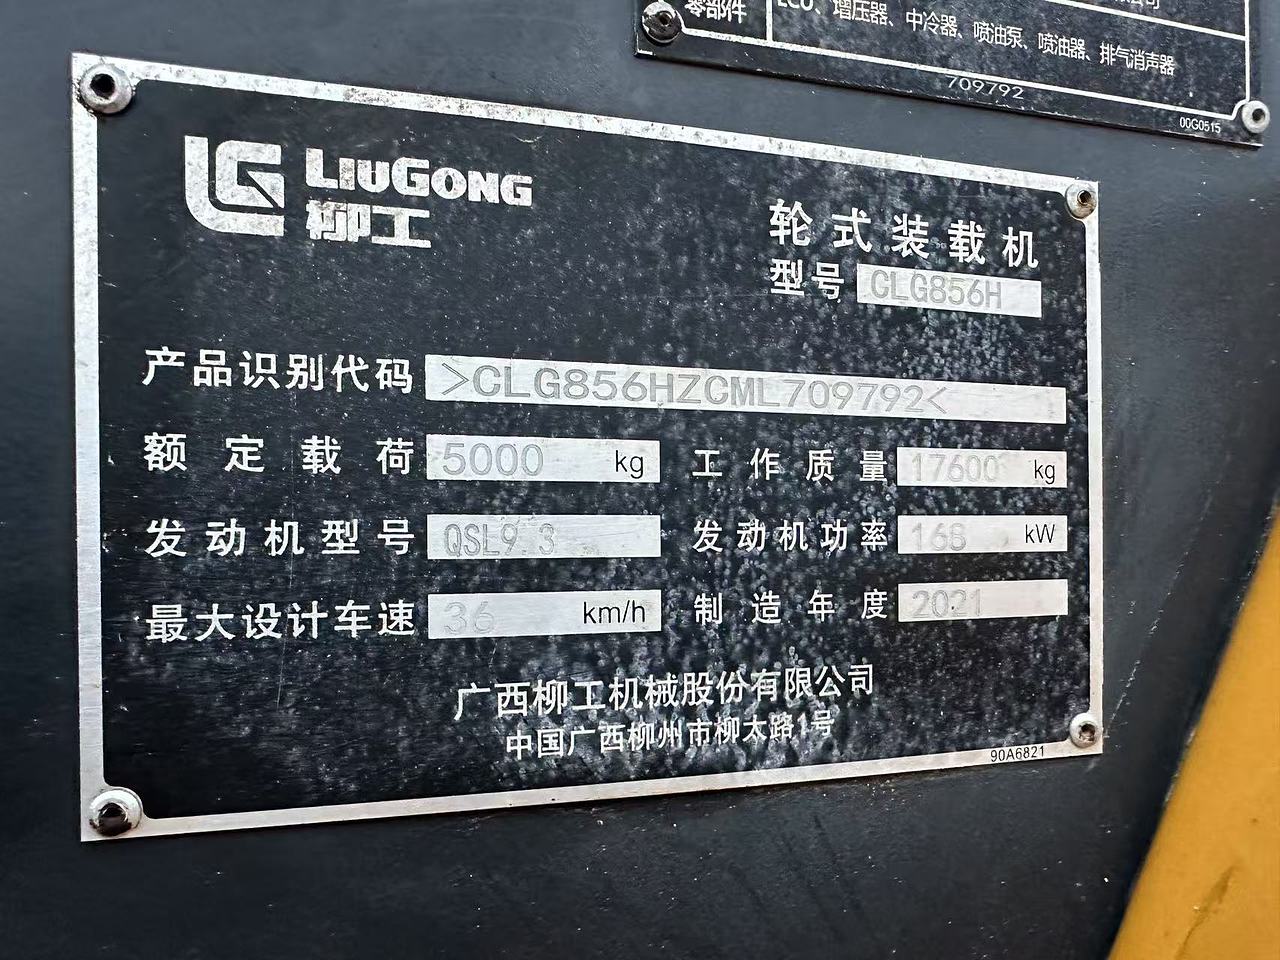 零部件
ECU、增压器、中冷器、喷油泵、喷油器、排气消声器
709792
00G0515
LG LIUGONG
柳工
轮式装载机
型号 CLG856H
产品识别代码 >CLG856HZCML709792<
额定载荷 5000 kg 工作质量 17600 kg
发动机型号 QSL9.3 发动机功率 168 kW
最大设计车速 36 km/h 制造年度 2021
广西柳工机械股份有限公司
中国广西柳州市柳太路1号
90A6821